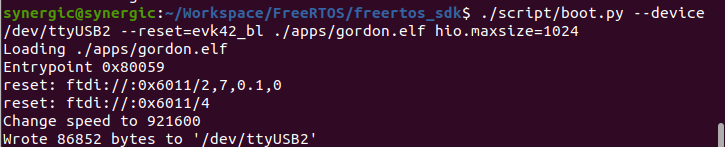 synergic@synergic:~/Workspace/FreeRTOS/freertos_sdk$ ./script/boot.py --device
/dev/ttyUSB2 --reset=evk42_bl ./apps/gordon.elf hio.maxsize=1024
Loading ./apps/gordon.elf
Entrypoint 0x80059
reset: ftdi://:0x6011/2,7,0.1,0
reset: ftdi://:0x6011/4
Change speed to 921600
Wrote 86852 bytes to '/dev/ttyUSB2'